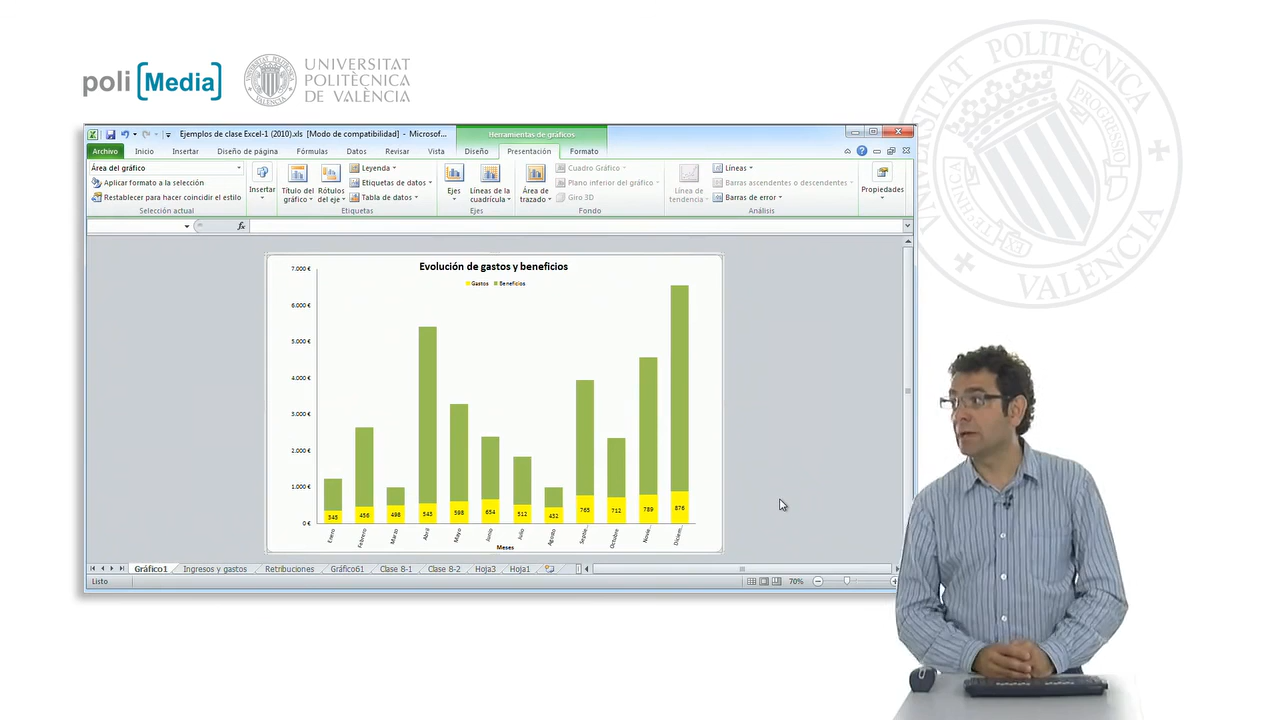 poli [Media]
UNIVERSITAT
POLITÈCNICA
DE VALÈNCIA
UNIVERSITAT POLITÈCNICA DE VALÈNCIA
PROGRESIO
Ejemplos de clase Excel-1 (2010).xls [Modo de compatibilidad] - Microsof...
Herramientas de gráficos
Archivo Inicio Insertar Diseño de página Fórmulas Datos Revisar Vista Diseño Presentación Formato
Área del gráfico
Aplicar formato a la selección
Restablecer para hacer coincidir el estilo
Selección actual
Insertar
Título del gráfico
Rótulos del eje
Leyenda
Etiquetas de datos
Tabla de datos
Etiquetas
Ejes
Líneas de la cuadrícula
Ejes
Área de trazado
Cuadro Gráfico
Plano inferior del gráfico
Giro 3D
Fondo
Línea de tendencia
Líneas
Barras ascendentes o descendentes
Barras de error
Análisis
Propiedades
fx
Evolución de gastos y beneficios
Gastos Beneficios
7.000 €
6.000 €
5.000 €
4.000 €
3.000 €
2.000 €
1.000 €
0 €
345 456 498 545 598 654 512 432 765 712 789 876
Enero Febrero Marzo Abril Mayo Junio Julio Agosto Septie... Octubre Novie... Diciem...
Meses
Gráfico1 Ingresos y gastos Retribuciones Gráfico61 Clase 8-1 Clase 8-2 Hoja3 Hoja1
Listo
70%